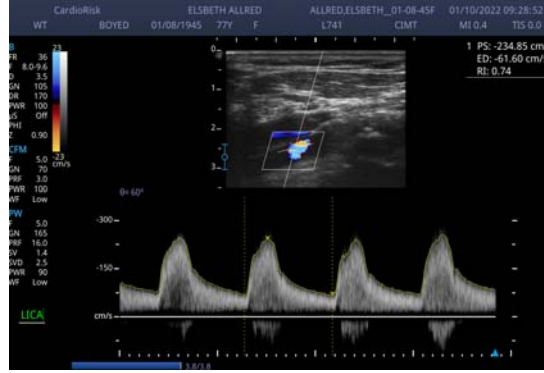 CardioRisk ELSBETH ALLRED ALLRED,ELSBETH_01-08-45F 01/10/2022 09:28:52
WT BOYED 01/08/1945 77Y F L741 CIMT MI 0.4 TIS 0.0
B
FR 36
F 8.0-9.6
D 3.5
GN 105
DR 170
PWR 100
µS Off
PHI
Z 0.90
CFM
F 5.0
GN 70
PRF 3.0
PWR 100
WF Low
PW
F 5.0
GN 165
PRF 16.0
SV 1.4
SVD 2.5
PWR 90
WF Low
LICA
23
-23
cm/s
0
1
2
3
1 PS: -234.85 cm/
ED: -61.60 cm/
RI: 0.74
θ= 60°
-300
-150
cm/s
3.8/3.8